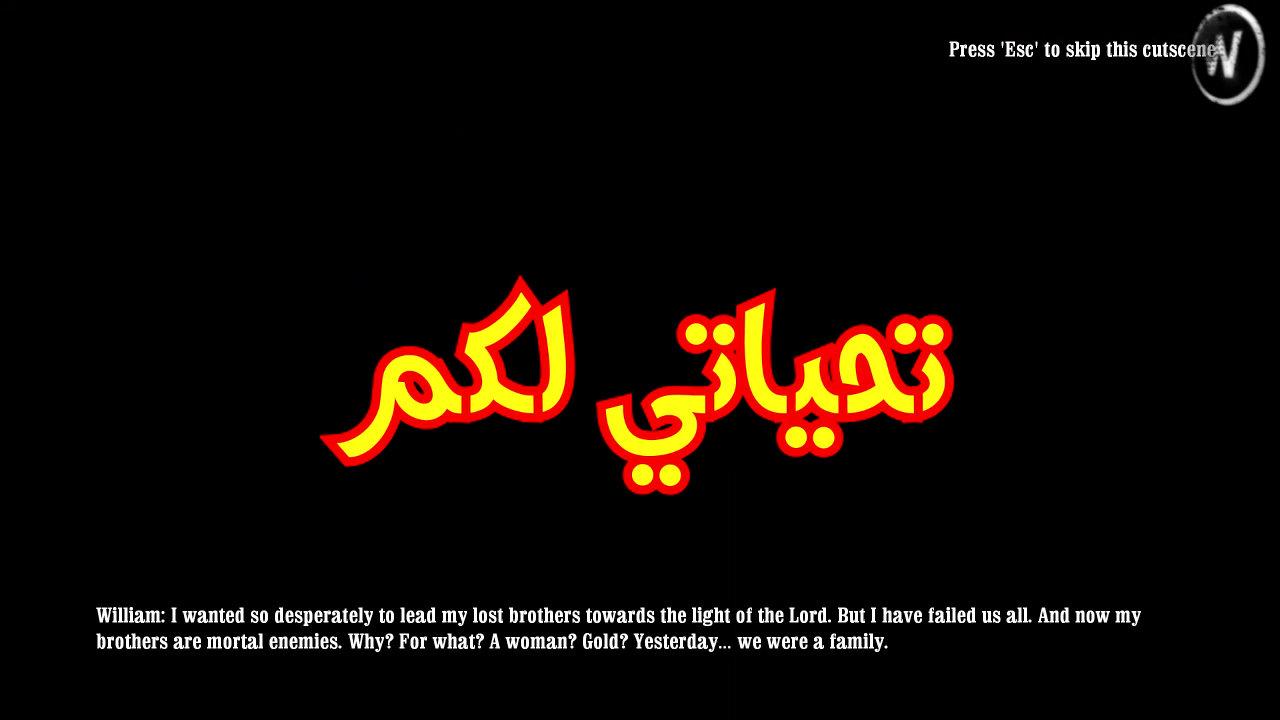 Press 'Esc' to skip this cutscene
W
تحياتي لكم
William: I wanted so desperately to lead my lost brothers towards the light of the Lord. But I have failed us all. And now my
brothers are mortal enemies. Why? For what? A woman? Gold? Yesterday... we were a family.